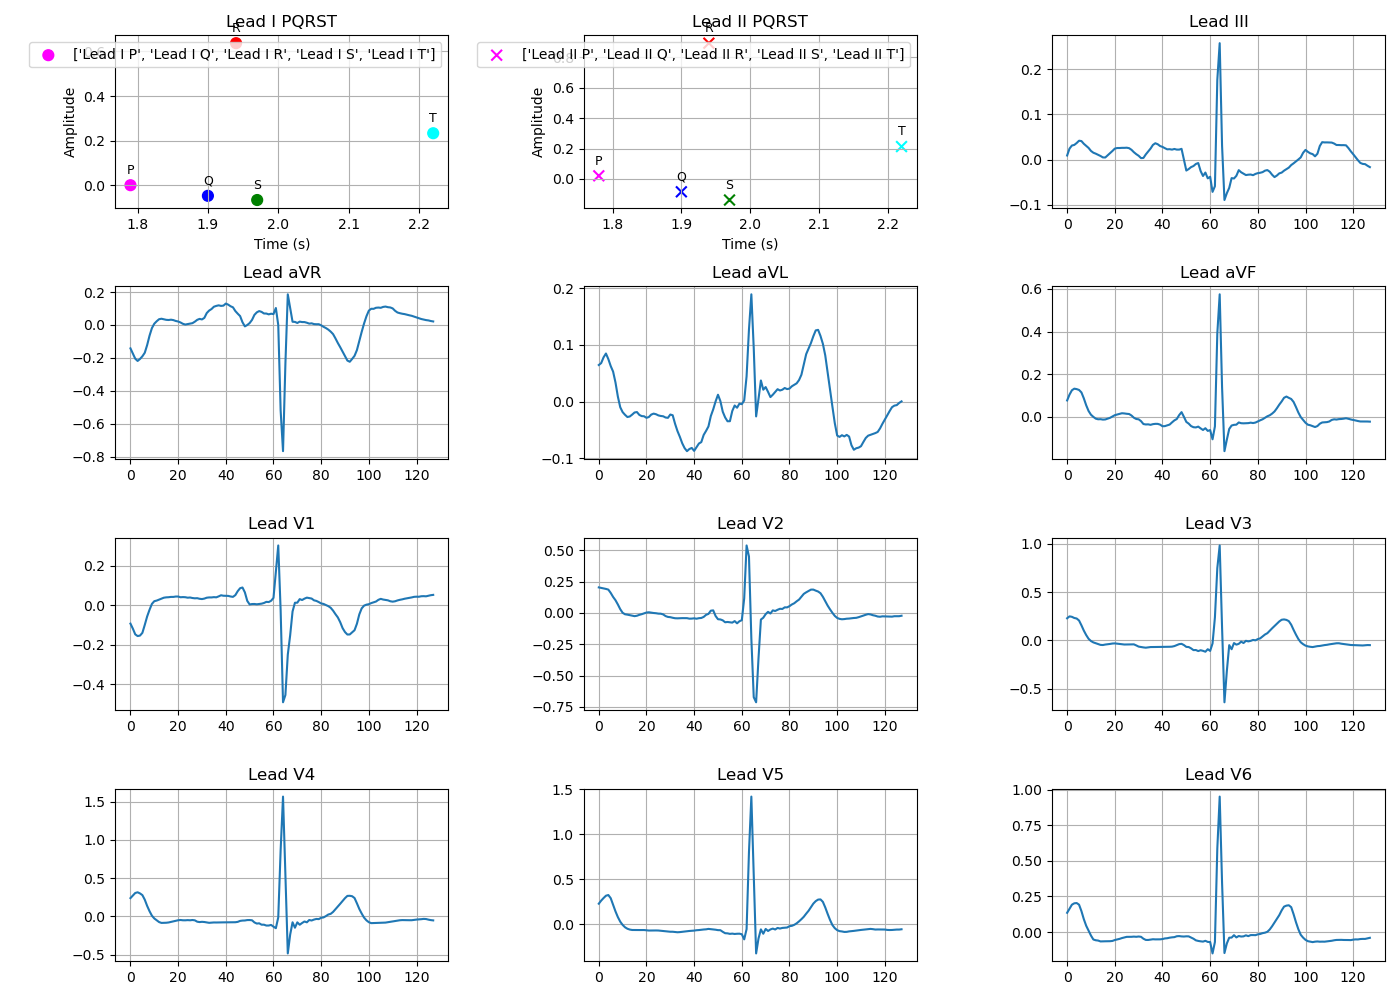 Lead I PQRST
R
['Lead I P', 'Lead I Q', 'Lead I R', 'Lead I S', 'Lead I T']
0.6
0.4
0.2
0.0
Amplitude
P
Q
S
T
1.8 1.9 2.0 2.1 2.2
Time (s)
Lead II PQRST
R
['Lead II P', 'Lead II Q', 'Lead II R', 'Lead II S', 'Lead II T']
0.8
0.6
0.4
0.2
0.0
Amplitude
P
Q
S
T
1.8 1.9 2.0 2.1 2.2
Time (s)
Lead III
0.2
0.1
0.0
−0.1
0 20 40 60 80 100 120
Lead aVR
0.2
0.0
−0.2
−0.4
−0.6
−0.8
0 20 40 60 80 100 120
Lead aVL
0.2
0.1
0.0
−0.1
0 20 40 60 80 100 120
Lead aVF
0.6
0.4
0.2
0.0
0 20 40 60 80 100 120
Lead V1
0.2
0.0
−0.2
−0.4
0 20 40 60 80 100 120
Lead V2
0.50
0.25
0.00
−0.25
−0.50
−0.75
0 20 40 60 80 100 120
Lead V3
1.0
0.5
0.0
−0.5
0 20 40 60 80 100 120
Lead V4
1.5
1.0
0.5
0.0
−0.5
0 20 40 60 80 100 120
Lead V5
1.5
1.0
0.5
0.0
0 20 40 60 80 100 120
Lead V6
1.00
0.75
0.50
0.25
0.00
0 20 40 60 80 100 120